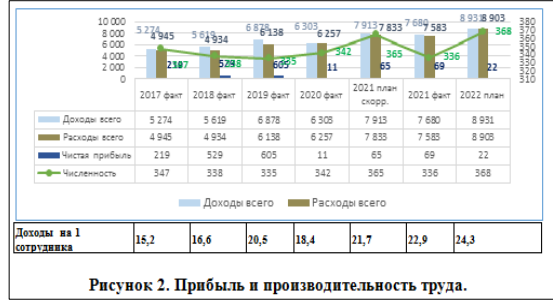 10 000
8 000
6 000
4 000
2 000
0
380
370
360
350
340
330
320
310
5 274 4 945 5 619 4 934 6 878 6 138 6 303 6 257 7 913 7 833 7 680 7 583 8 931 8 903
219 347 529 338 605 335 11 342 65 365 69 336 22 368
2017 факт 2018 факт 2019 факт 2020 факт 2021 план скорр. 2021 факт 2022 план
Доходы всего 5 274 5 619 6 878 6 303 7 913 7 680 8 931
Расходы всего 4 945 4 934 6 138 6 257 7 833 7 583 8 903
Чистая прибыль 219 529 605 11 65 69 22
Численность 347 338 335 342 365 336 368
Доходы всего Расходы всего
Доходы на 1 сотрудника 15,2 16,6 20,5 18,4 21,7 22,9 24,3
Рисунок 2. Прибыль и производительность труда.